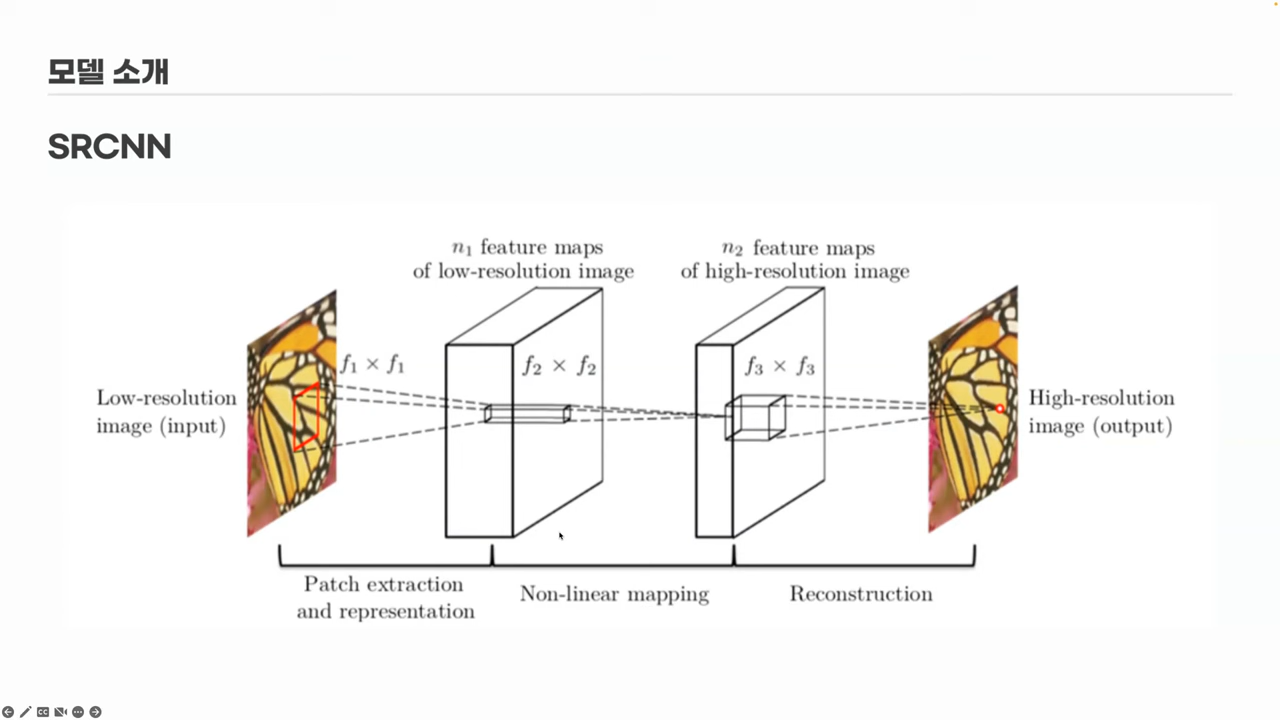 모델 소개
SRCNN
n₁ feature maps
of low-resolution image
n₂ feature maps
of high-resolution image
f₁ × f₁
f₂ × f₂
f₃ × f₃
Low-resolution
image (input)
High-resolution
image (output)
Patch extraction
and representation
Non-linear mapping
Reconstruction
CC